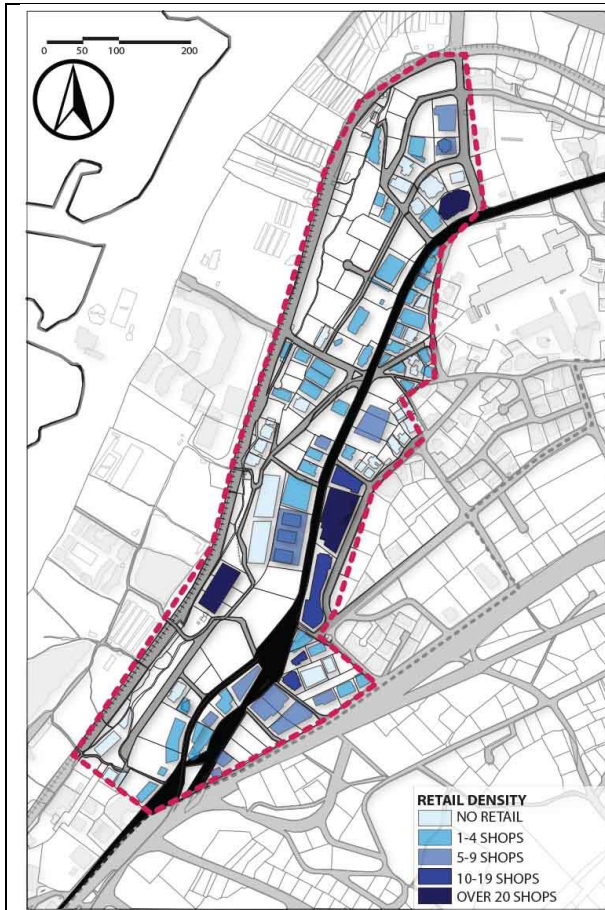 0 50 100 200
RETAIL DENSITY
NO RETAIL
1-4 SHOPS
5-9 SHOPS
10-19 SHOPS
OVER 20 SHOPS